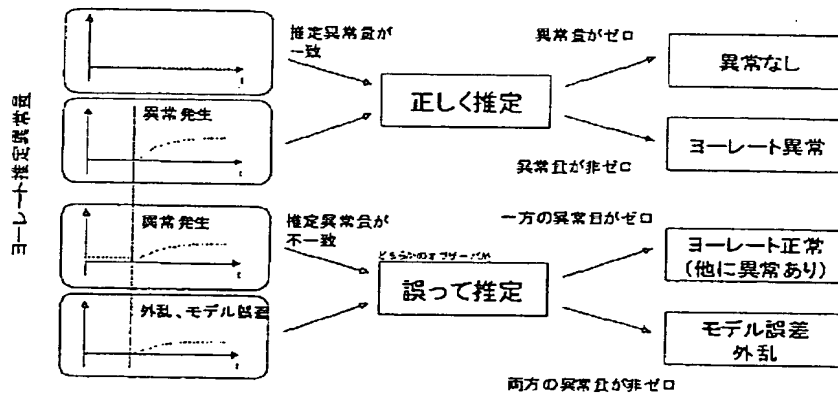 ヨーレート推定異常量
t
異常発生
t
異常発生
t
外乱、モデル誤差
t
推定異常量が
一致
正しく推定
異常量がゼロ
異常なし
異常量が非ゼロ
ヨーレート異常
推定異常量が
不一致
誤って推定
一方の異常量がゼロ
ヨーレート正常
(他に異常あり)
モデル誤差
外乱
両方の異常量が非ゼロ